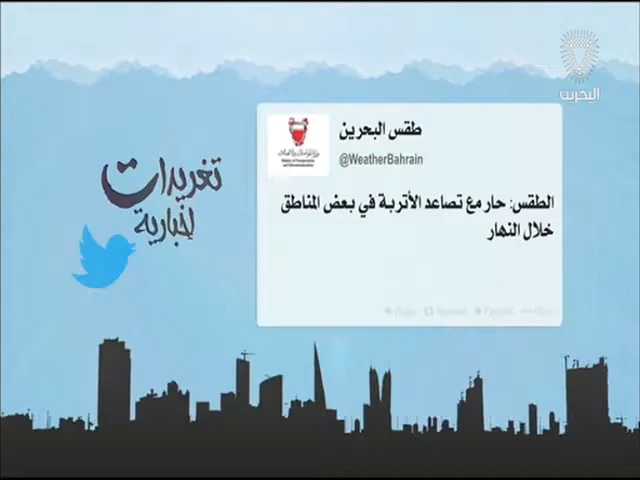 البحرين
طقس البحرين
@WeatherBahrain
الطقس: حار مع تصاعد الأتربة في بعض المناطق
خلال النهار
تغريدات
إخبارية